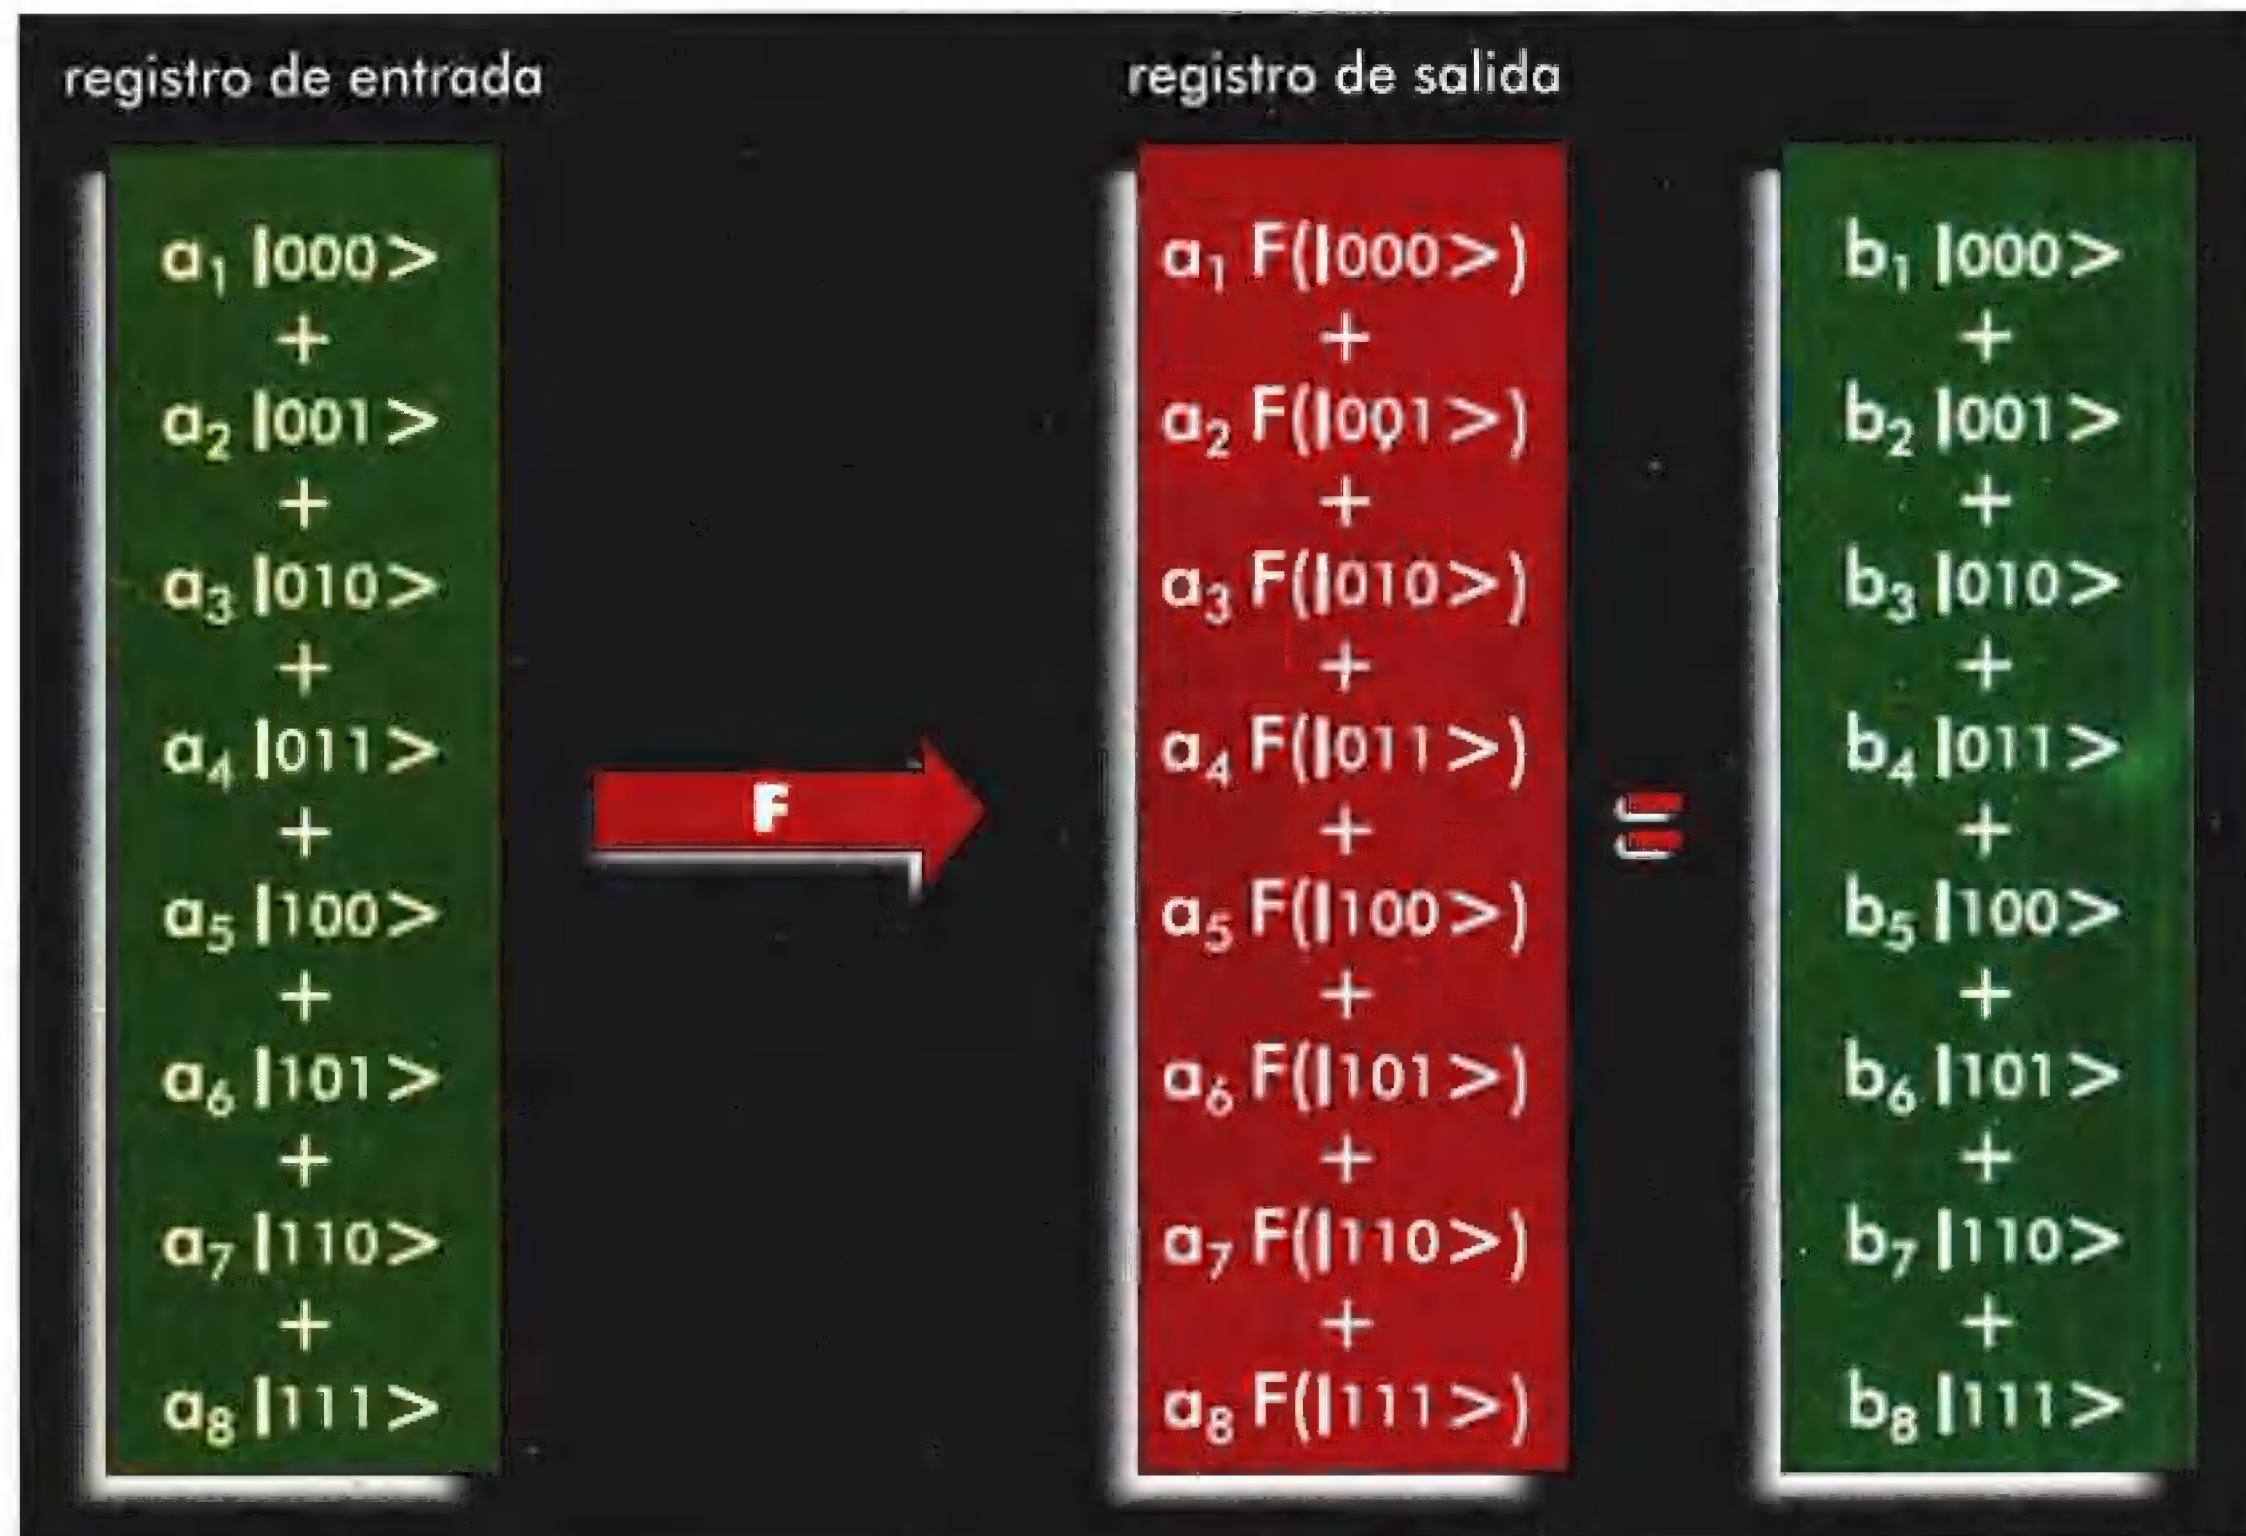 registro de entrada
a₁ |000>
+
a₂ |001>
+
a₃ |010>
+
a₄ |011>
+
a₅ |100>
+
a₆ |101>
+
a₇ |110>
+
a₈ |111>
F
registro de salida
a₁ F(|000>)
+
a₂ F(|001>)
+
a₃ F(|010>)
+
a₄ F(|011>)
+
a₅ F(|100>)
+
a₆ F(|101>)
+
a₇ F(|110>)
+
a₈ F(|111>)
=
b₁ |000>
+
b₂ |001>
+
b₃ |010>
+
b₄ |011>
+
b₅ |100>
+
b₆ |101>
+
b₇ |110>
+
b₈ |111>